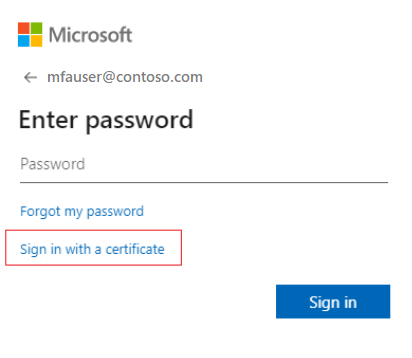 Microsoft
mfauser@contoso.com
Enter password
Password
Forgot my password
Sign in with a certificate
Sign in